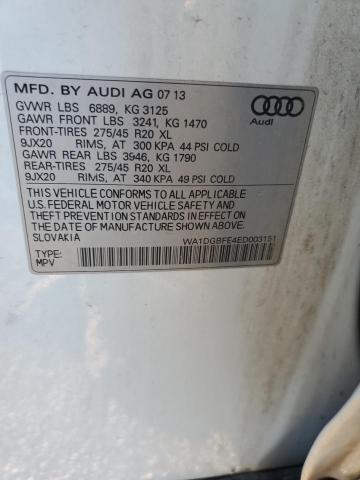 MFD. BY AUDI AG 07 13
GVWR LBS 6889, KG 3125
GAWR FRONT LBS 3241, KG 1470
FRONT-TIRES 275/45 R20 XL
9JX20 RIMS, AT 300 KPA 44 PSI COLD
GAWR REAR LBS 3946, KG 1790
REAR-TIRES 275/45 R20 XL
9JX20 RIMS, AT 340 KPA 49 PSI COLD
Audi
THIS VEHICLE CONFORMS TO ALL APPLICABLE
U.S. FEDERAL MOTOR VEHICLE SAFETY AND
THEFT PREVENTION STANDARDS IN EFFECT ON
THE DATE OF MANUFACTURE SHOWN ABOVE.
SLOVAKIA
WA1DGBFE4ED003151
TYPE:
MPV